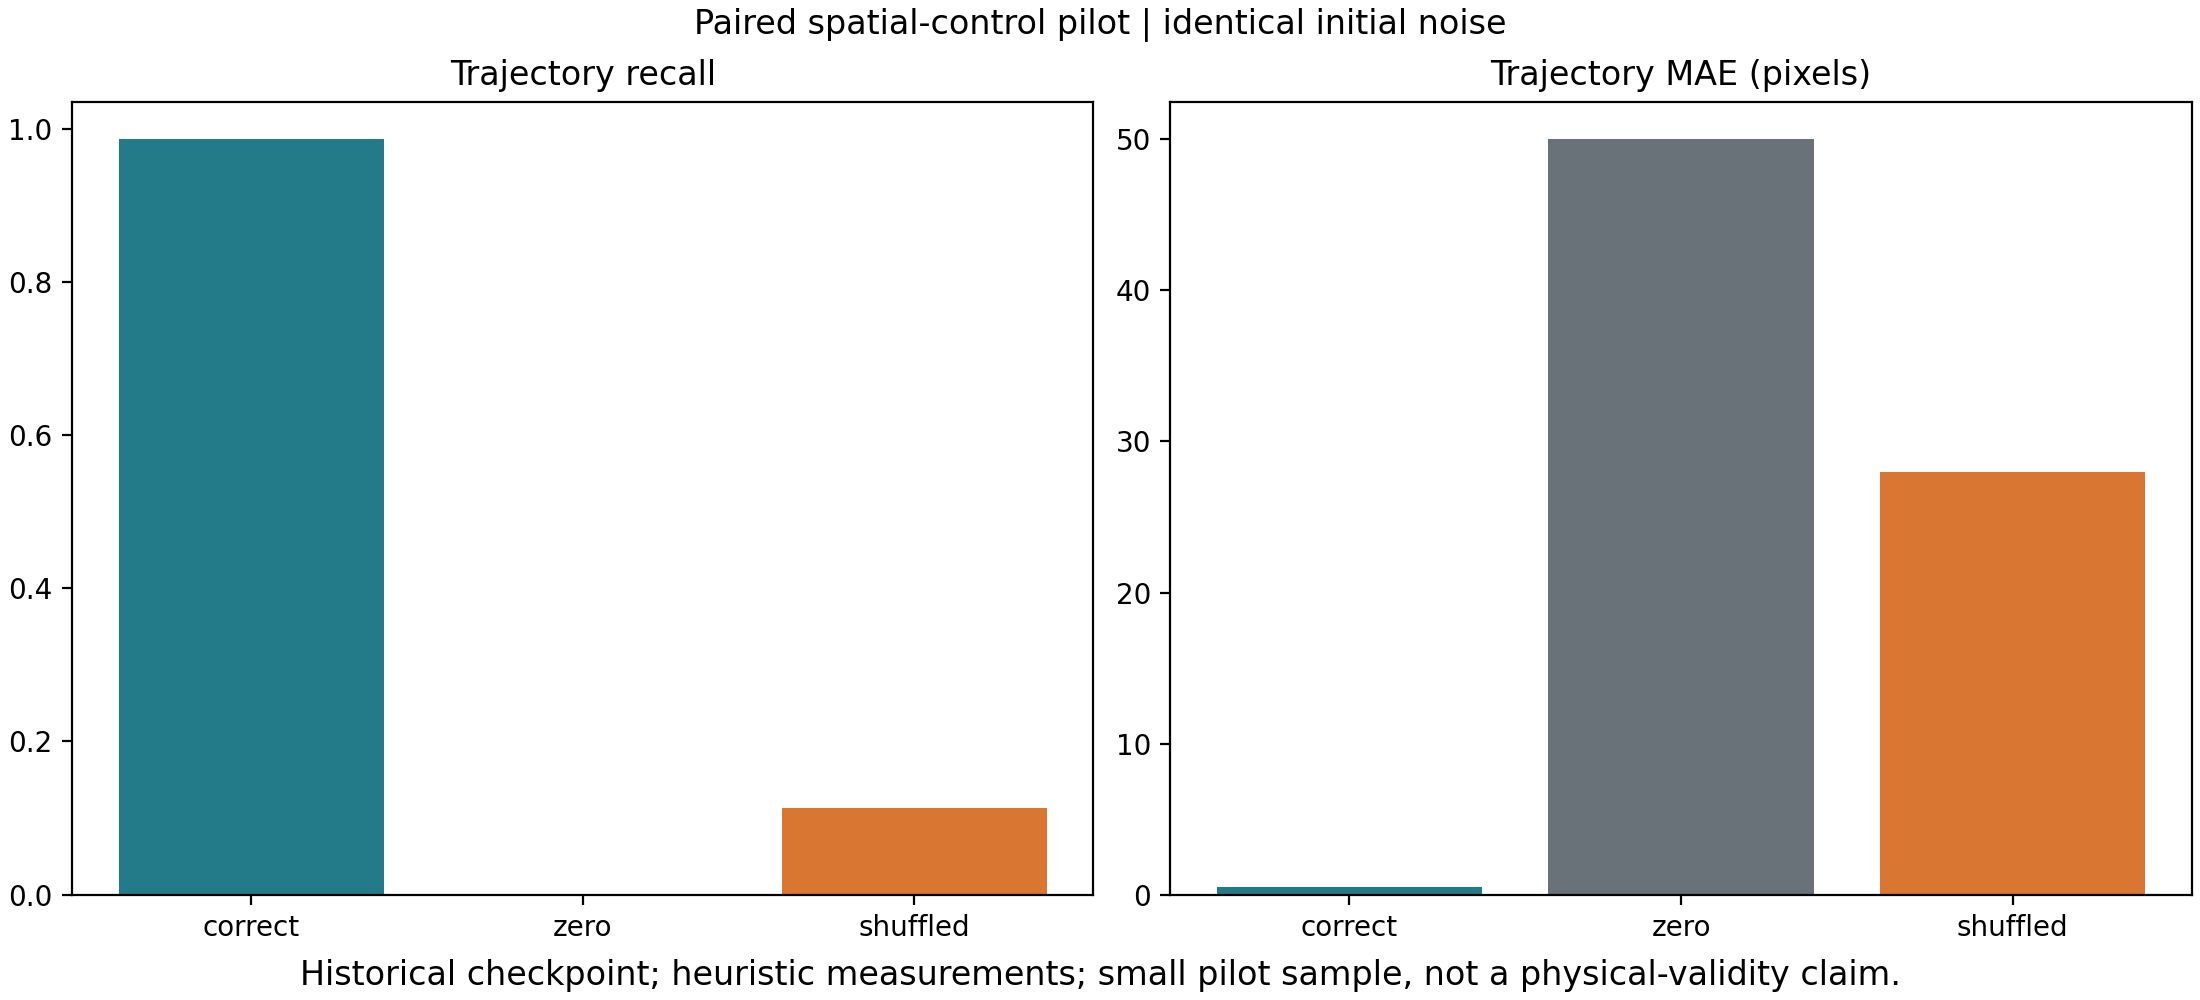 Paired spatial-control pilot | identical initial noise
Trajectory recall
1.0
0.8
0.6
0.4
0.2
0.0
correct zero shuffled
Trajectory MAE (pixels)
50
40
30
20
10
0
correct zero shuffled
Historical checkpoint; heuristic measurements; small pilot sample, not a physical-validity claim.